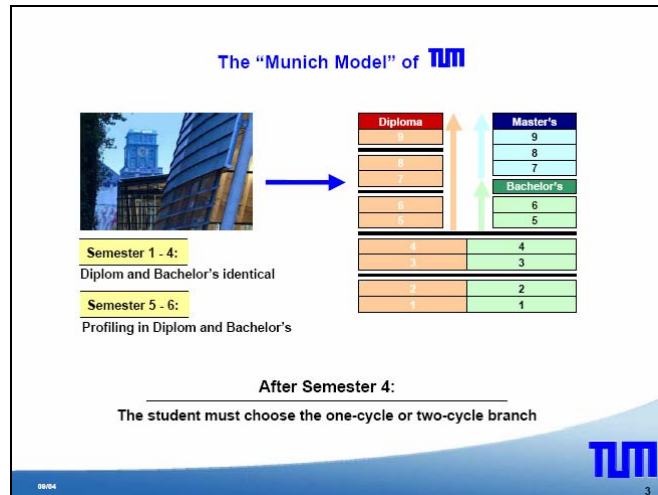 The “Munich Model” of TUM
Diploma
9
8
7
6
5
4
3
2
1
Master's
9
8
7
Bachelor's
6
5
4
3
2
1
Semester 1 - 4:
Diplom and Bachelor's identical
Semester 5 - 6:
Profiling in Diplom and Bachelor's
After Semester 4:
The student must choose the one-cycle or two-cycle branch
TUM
09/04
3